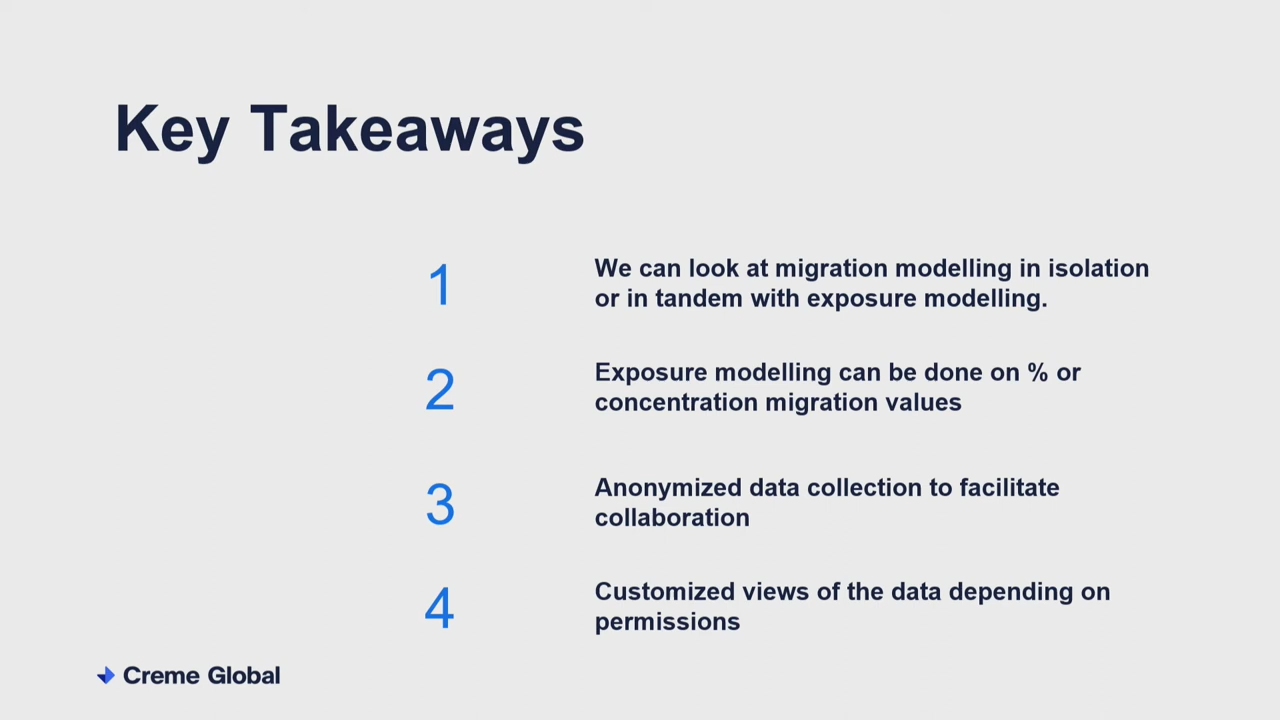 Key Takeaways
1
We can look at migration modelling in isolation
or in tandem with exposure modelling.
2
Exposure modelling can be done on % or
concentration migration values
3
Anonymized data collection to facilitate
collaboration
4
Customized views of the data depending on
permissions
Creme Global